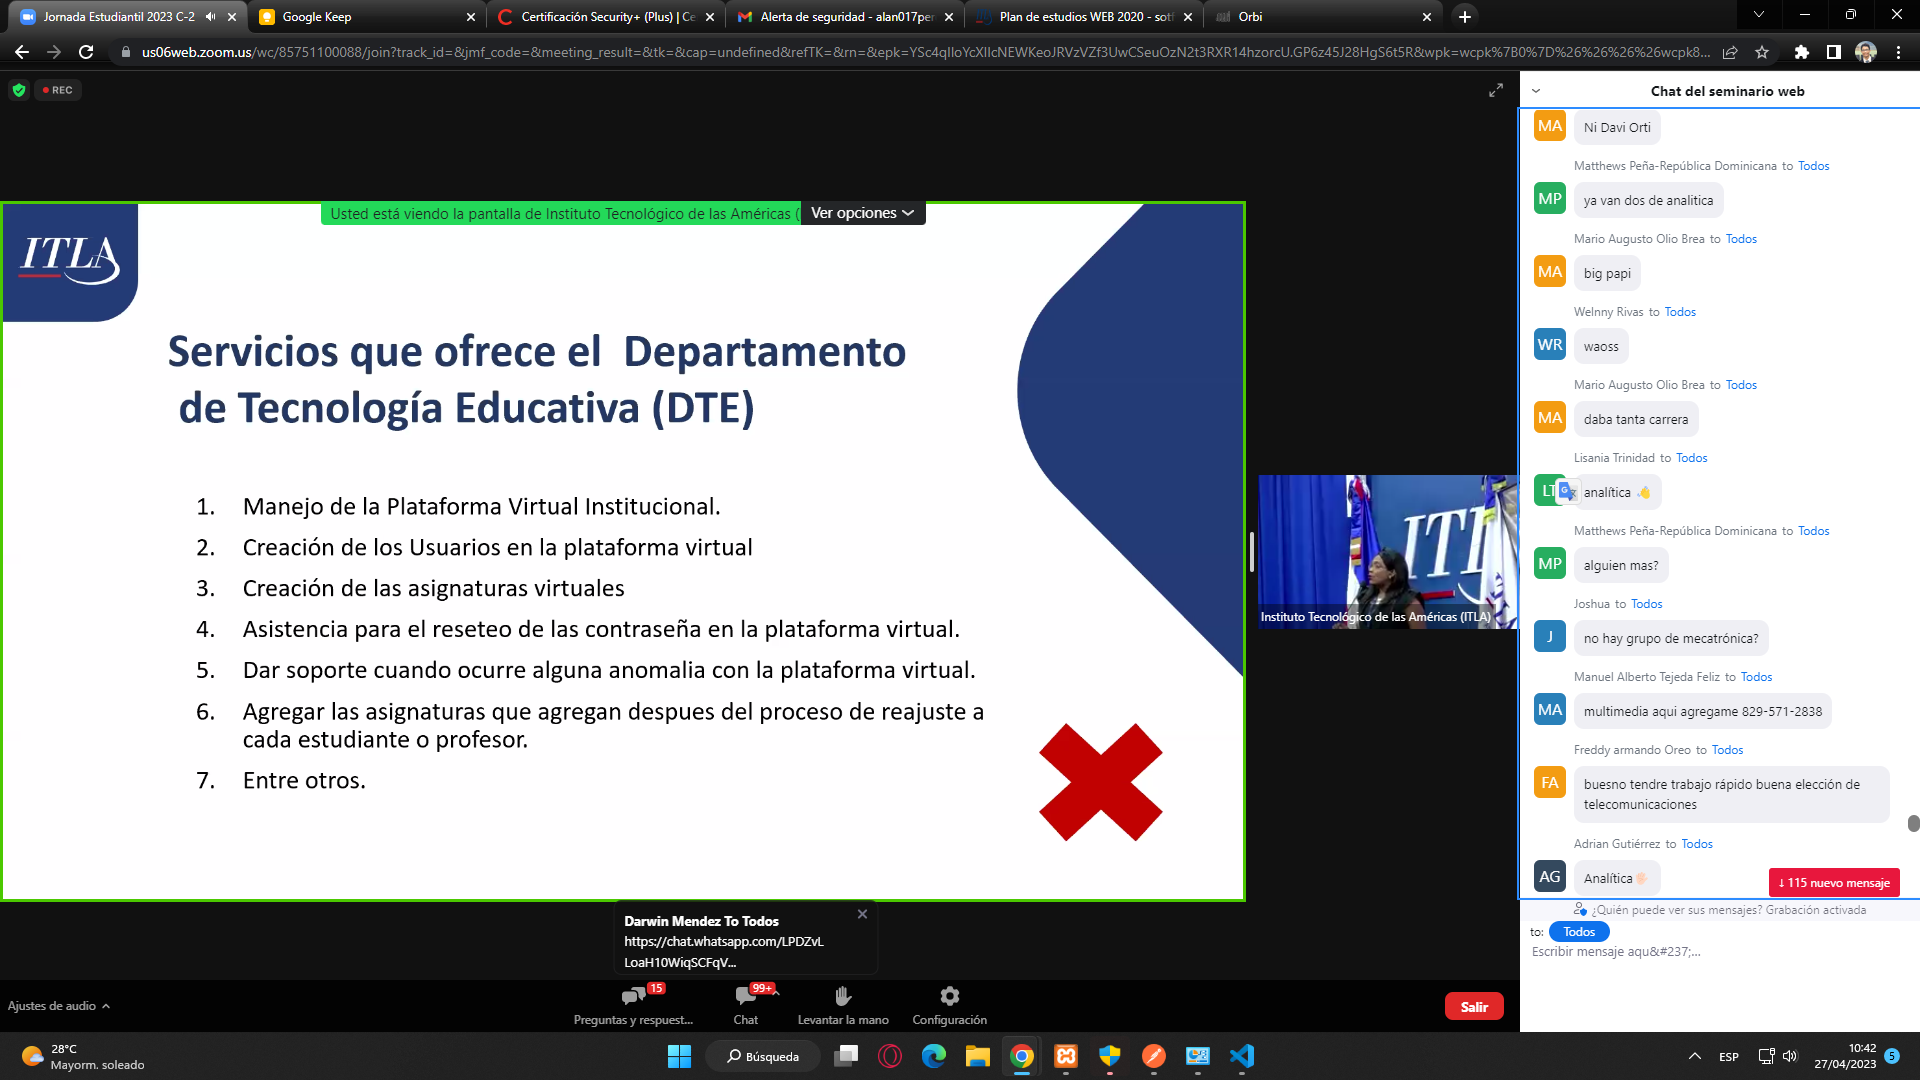 Jornada Estudiantil 2023 C-2
Google Keep
Certificación Security+ (Plus) | Ce
Alerta de seguridad - alan017per
Plan de estudios WEB 2020 - soft
Orbi
us06web.zoom.us/wc/85751100088/join?track_id=&jmf_code=&meeting_result=&tk=&cap=undefined&refTK=&rn=&epk=
REC
Usted está viendo la pantalla de Instituto Tecnológico de las Américas (
Ver opciones
ITLA
Servicios que ofrece el Departamento
de Tecnología Educativa (DTE)
1. Manejo de la Plataforma Virtual Institucional.
2. Creación de los Usuarios en la plataforma virtual
3. Creación de las asignaturas virtuales
4. Asistencia para el reseteo de las contraseña en la plataforma virtual.
5. Dar soporte cuando ocurre alguna anomalia con la plataforma virtual.
6. Agregar las asignaturas que agregan despues del proceso de reajuste a
cada estudiante o profesor.
7. Entre otros.
ITLA
Instituto Tecnológico de las Américas (ITLA)
Chat del seminario web
MA
Ni Davi Orti
Matthews Peña-República Dominicana to Todos
MP
ya van dos de analitica
Mario Augusto Olio Brea to Todos
MA
big papi
Welnny Rivas to Todos
WR
waoss
Mario Augusto Olio Brea to Todos
MA
daba tanta carrera
Lisania Trinidad to Todos
LT
analítica 👋
Matthews Peña-República Dominicana to Todos
MP
alguien mas?
Joshua to Todos
J
no hay grupo de mecatrónica?
Manuel Alberto Tejeda Feliz to Todos
MA
multimedia aqui agregame 829-571-2838
Freddy armando Oreo to Todos
FA
buesno tendre trabajo rápido buena elección de
telecomunicaciones
Adrian Gutiérrez to Todos
AG
Analítica🖐🏻
↓ 115 nuevo mensaje
¿Quién puede ver sus mensajes? Grabación activada
to: Todos
Escribir mensaje aqu&#237;...
Darwin Mendez To Todos
https://chat.whatsapp.com/LPDZvL
LoaH10WiqSCFqV...
Ajustes de audio
15
Preguntas y respuest...
99+
Chat
Levantar la mano
Configuración
Salir
28°C
Mayorm. soleado
Búsqueda
ESP
10:42
27/04/2023
5